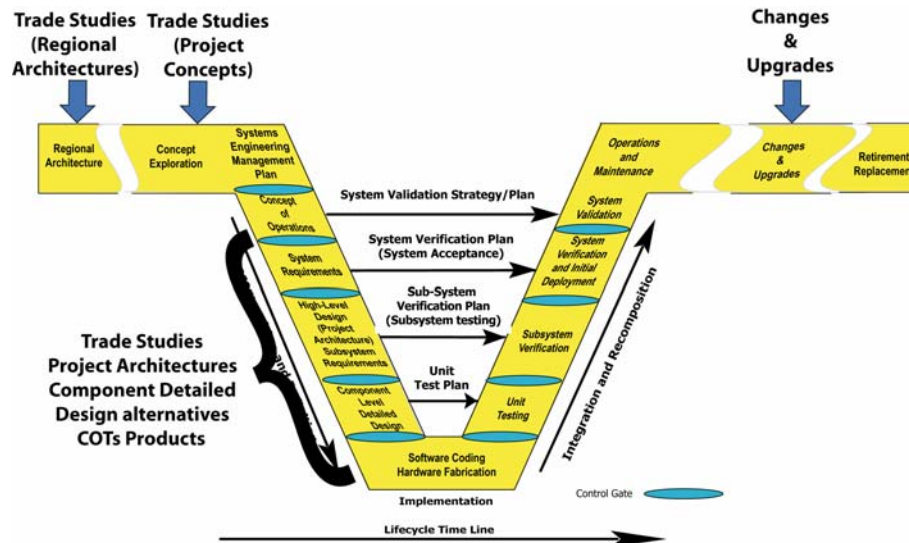 Trade Studies
(Regional
Architectures)
Trade Studies
(Project
Concepts)
Changes
&
Upgrades
Regional
Architecture
Concept
Exploration
Systems
Engineering
Management
Plan
Operations
and
Maintenance
Changes
&
Upgrades
Retirement
Replacement
Concept
of
Operations
System Validation Strategy/Plan
System
Validation
System
Requirements
System Verification Plan
(System Acceptance)
System
Verification
and Initial
Deployment
High-Level
Design
(Project
Architecture)
Subsystem
Requirements
Sub-System
Verification Plan
(Subsystem testing)
Subsystem
Verification
Component
Level
Detailed
Design
Unit
Test Plan
Unit
Testing
Trade Studies
Project Architectures
Component Detailed
Design alternatives
COTs Products
and
Integration and Recomposition
Software Coding
Hardware Fabrication
Implementation
Control Gate
Lifecycle Time Line